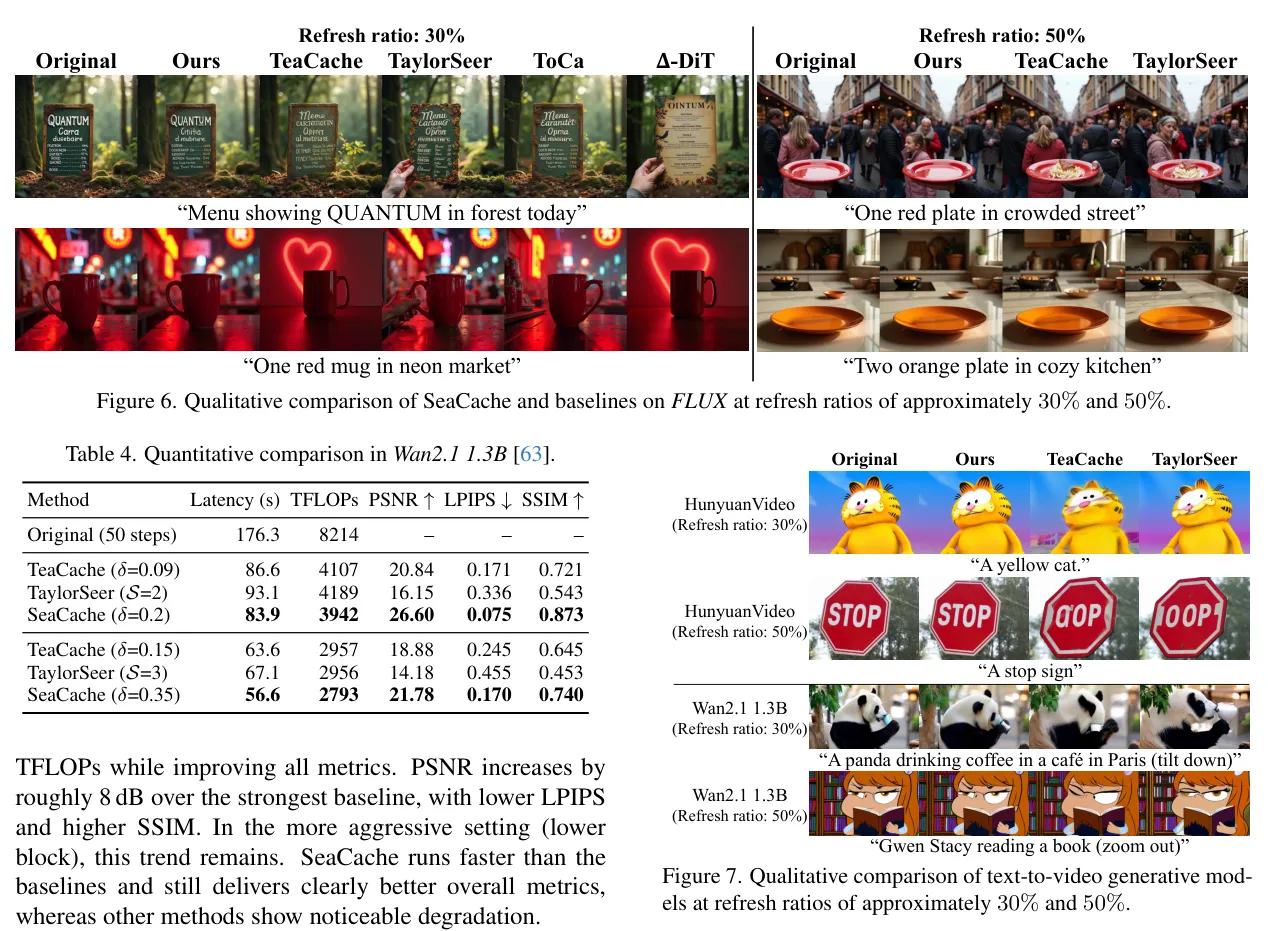 Refresh ratio: 30%
Original Ours TeaCache TaylorSeer ToCa Δ-DiT
QUANTUM
QUANTUM
Menu
Menu
Menu
OINTUM
"Menu showing QUANTUM in forest today"
"One red mug in neon market"
Refresh ratio: 50%
Original Ours TeaCache TaylorSeer
"One red plate in crowded street"
"Two orange plate in cozy kitchen"
Figure 6. Qualitative comparison of SeaCache and baselines on FLUX at refresh ratios of approximately 30% and 50%.
Table 4. Quantitative comparison in Wan2.1 1.3B [63].
Method Latency (s) TFLOPs PSNR ↑ LPIPS ↓ SSIM ↑
Original (50 steps) 176.3 8214 – – –
TeaCache (δ=0.09) 86.6 4107 20.84 0.171 0.721
TaylorSeer (S=2) 93.1 4189 16.15 0.336 0.543
SeaCache (δ=0.2) 83.9 3942 26.60 0.075 0.873
TeaCache (δ=0.15) 63.6 2957 18.88 0.245 0.645
TaylorSeer (S=3) 67.1 2956 14.18 0.455 0.453
SeaCache (δ=0.35) 56.6 2793 21.78 0.170 0.740
TFLOPs while improving all metrics. PSNR increases by
roughly 8 dB over the strongest baseline, with lower LPIPS
and higher SSIM. In the more aggressive setting (lower
block), this trend remains. SeaCache runs faster than the
baselines and still delivers clearly better overall metrics,
whereas other methods show noticeable degradation.
Original Ours TeaCache TaylorSeer
HunyuanVideo
(Refresh ratio: 30%)
"A yellow cat."
HunyuanVideo
(Refresh ratio: 50%)
STOP
STOP
"A stop sign"
Wan2.1 1.3B
(Refresh ratio: 30%)
"A panda drinking coffee in a café in Paris (tilt down)"
Wan2.1 1.3B
(Refresh ratio: 50%)
"Gwen Stacy reading a book (zoom out)"
Figure 7. Qualitative comparison of text-to-video generative mod-
els at refresh ratios of approximately 30% and 50%.